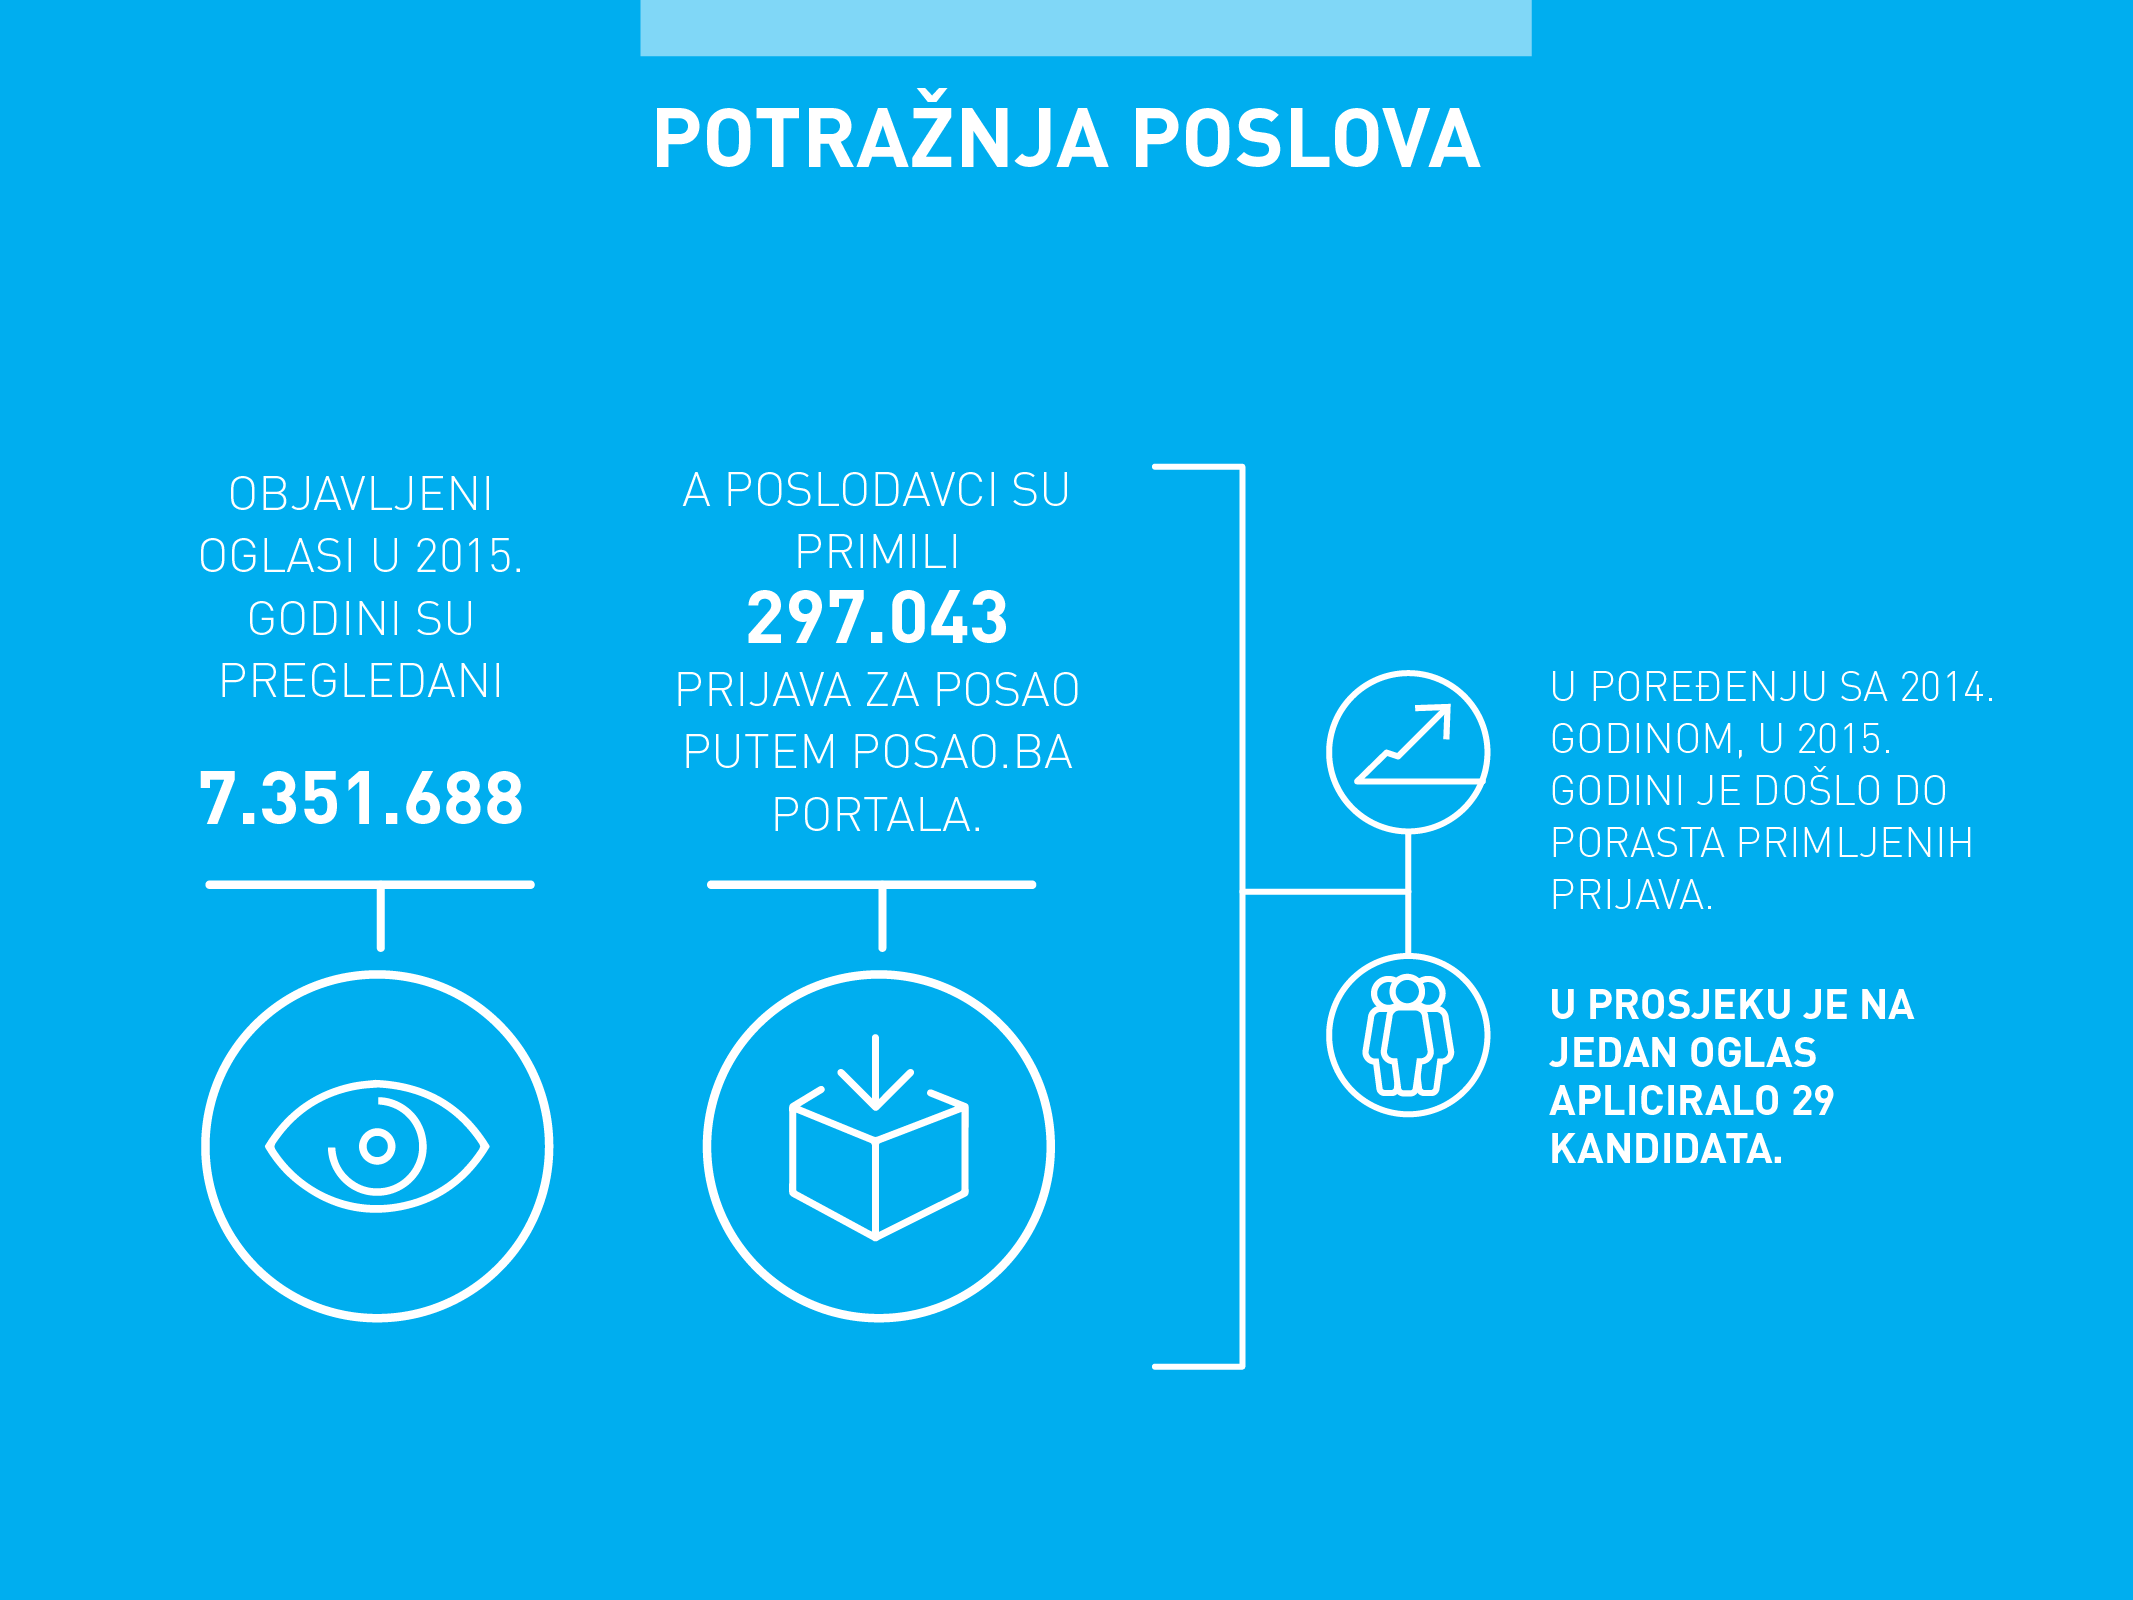 POTRAŽNJA POSLOVA
OBJAVLJENI
OGLASI U 2015.
GODINI SU
PREGLEDANI
7.351.688
A POSLODAVCI SU
PRIMILI
297.043
PRIJAVA ZA POSAO
PUTEM POSAO.BA
PORTALA.
U POREĐENJU SA 2014.
GODINOM, U 2015.
GODINI JE DOŠLO DO
PORASTA PRIMLJENIH
PRIJAVA.
U PROSJEKU JE NA
JEDAN OGLAS
APLICIRALO 29
KANDIDATA.